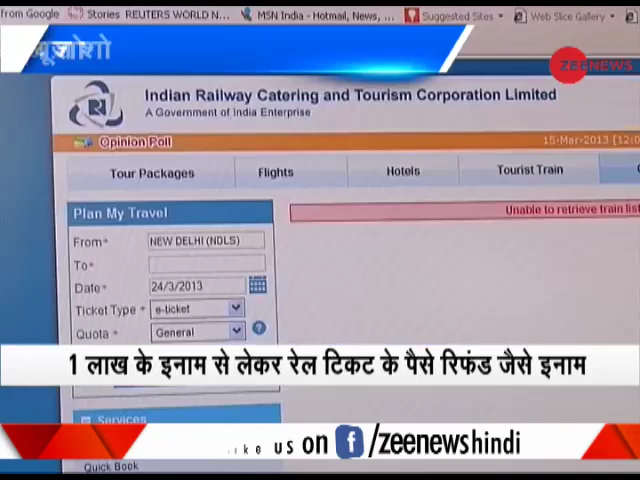 from Google Stories REUTERS WORLD N... MSN India - Hotmail, News, ... Suggested Sites Web Slice Gallery
ZEE NEWS
Indian Railway Catering and Tourism Corporation Limited
A Government of India Enterprise
Opinion Poll 15-Mar-2013 [12:0
Tour Packages Flights Hotels Tourist Train
Plan My Travel
Unable to retrieve train list
From* NEW DELHI (NDLS)
To*
Date* 24/3/2013
Ticket Type * e-ticket
Quota * General ?
1 लाख के इनाम से लेकर रेल टिकट के पैसे रिफंड जैसे इनाम
Services
like us on f/zeenewshindi
Quick Book